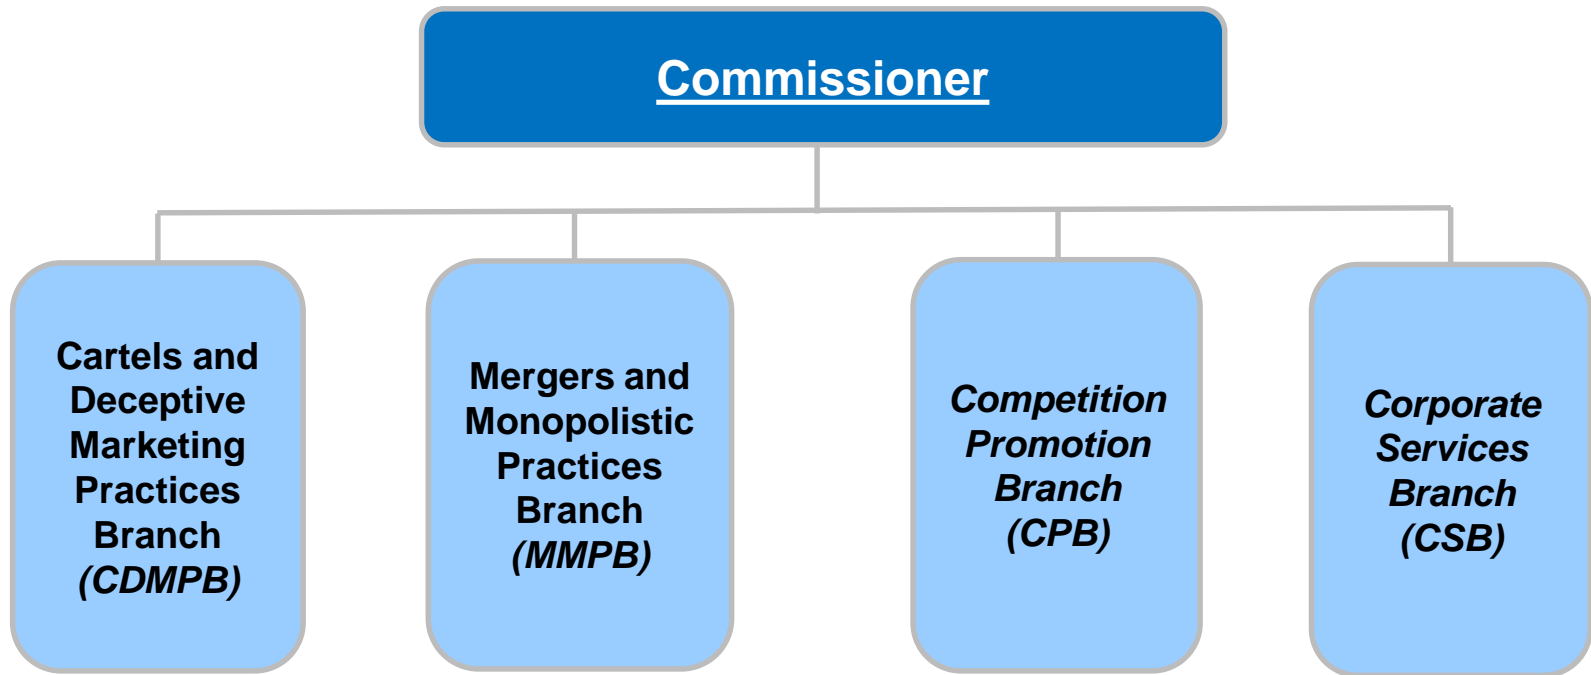 Commissioner
Cartels and
Deceptive
Marketing
Practices
Branch
(CDMPB)
Mergers and
Monopolistic
Practices
Branch
(MMPB)
Competition
Promotion
Branch
(CPB)
Corporate
Services
Branch
(CSB)